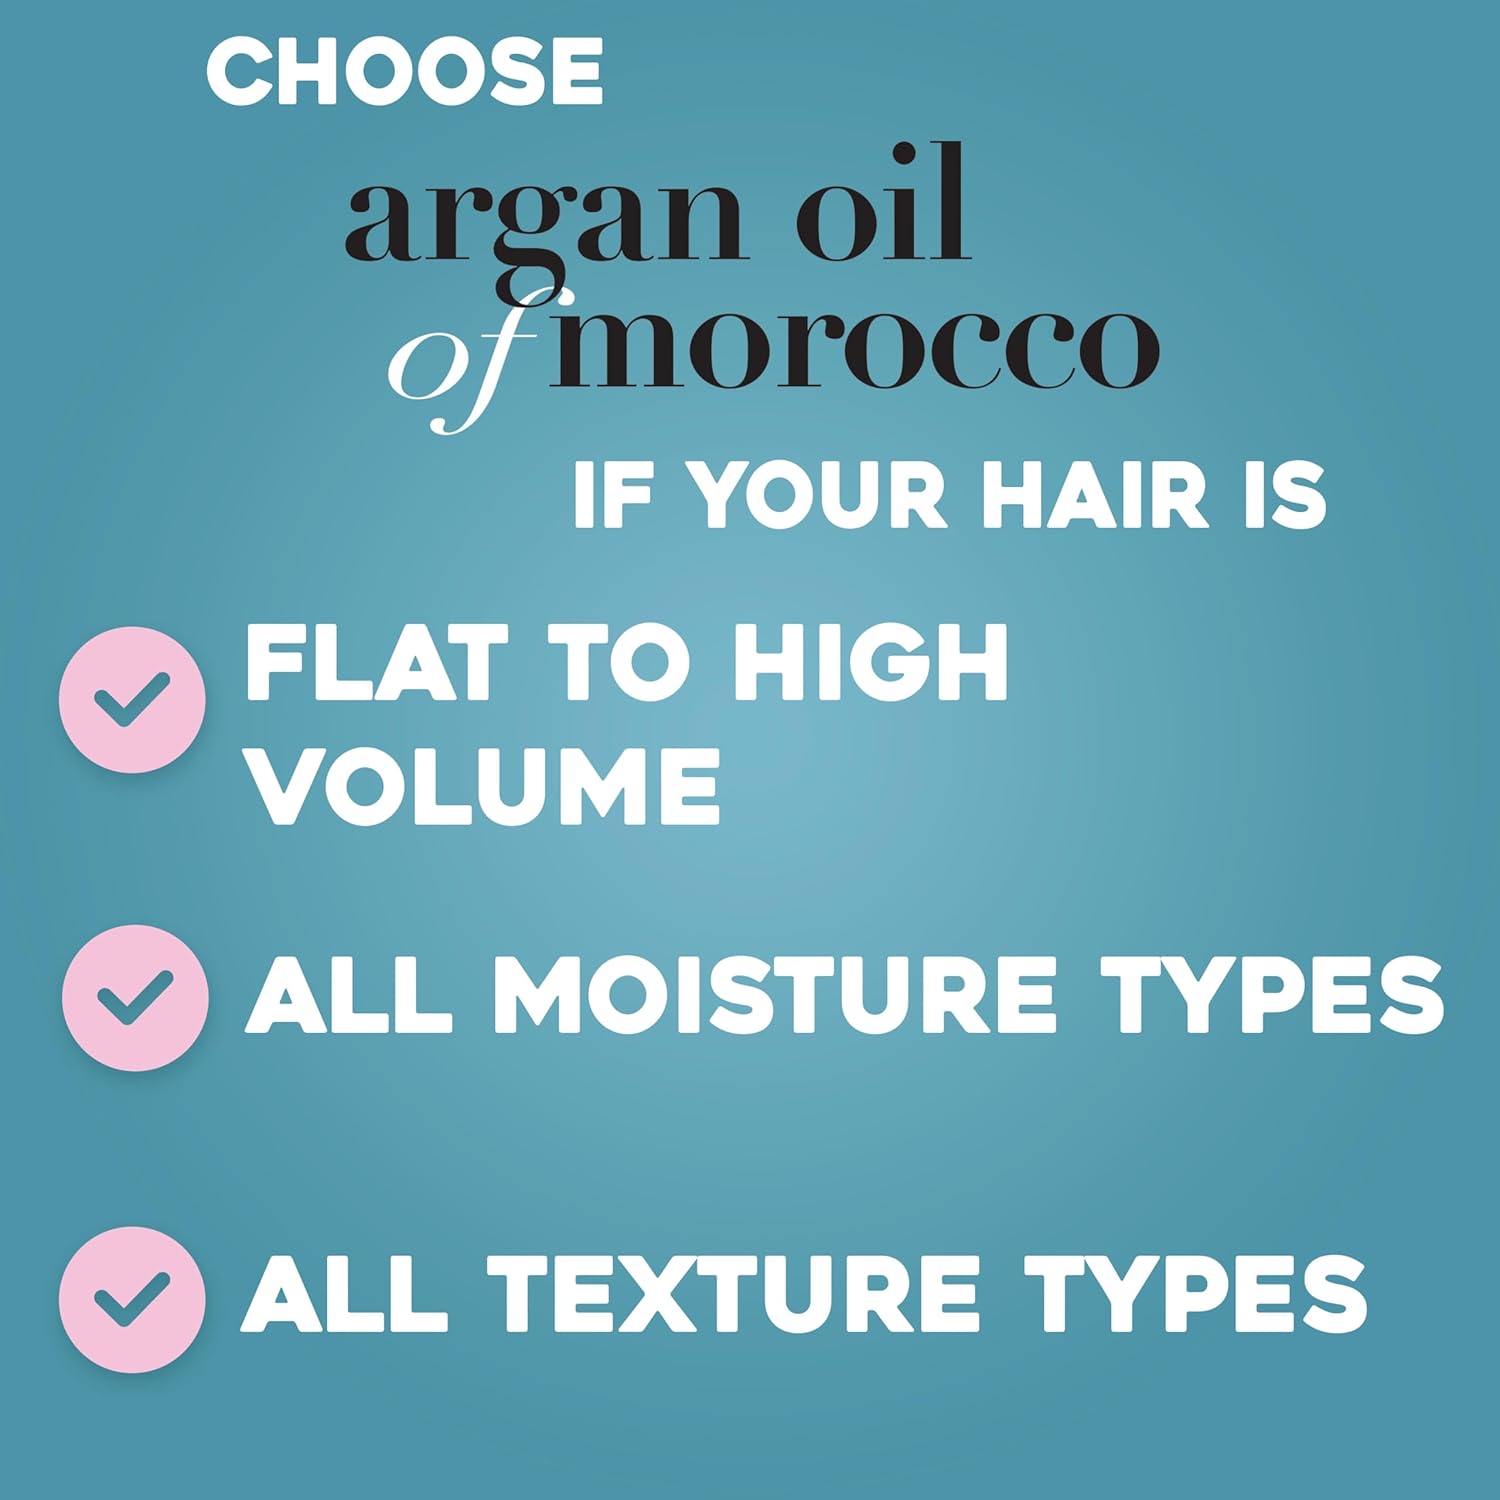 CHOOSE
argan oil
of morocco
IF YOUR HAIR IS
FLAT TO HIGH
VOLUME
ALL MOISTURE TYPES
ALL TEXTURE TYPES